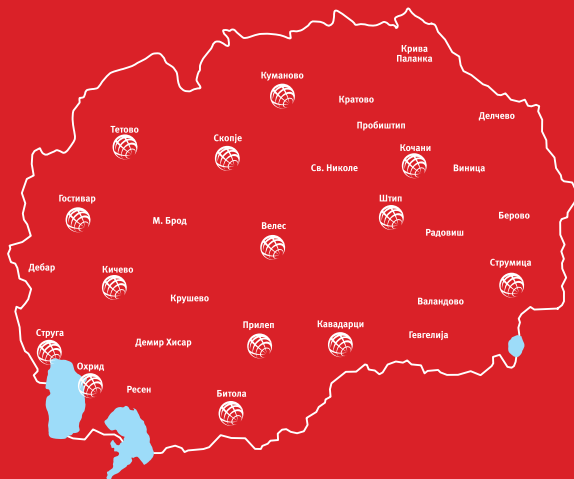 Крива
Паланка
Куманово
Кратово
Делчево
Пробиштип
Тетово
Скопје
Кочани
Св. Николе
Виница
Гостивар
Штип
М. Брод
Берово
Велес
Радовиш
Дебар
Кичево
Струмица
Крушево
Валандово
Прилеп
Кавадарци
Струга
Гевгелија
Демир Хисар
Охрид
Ресен
Битола